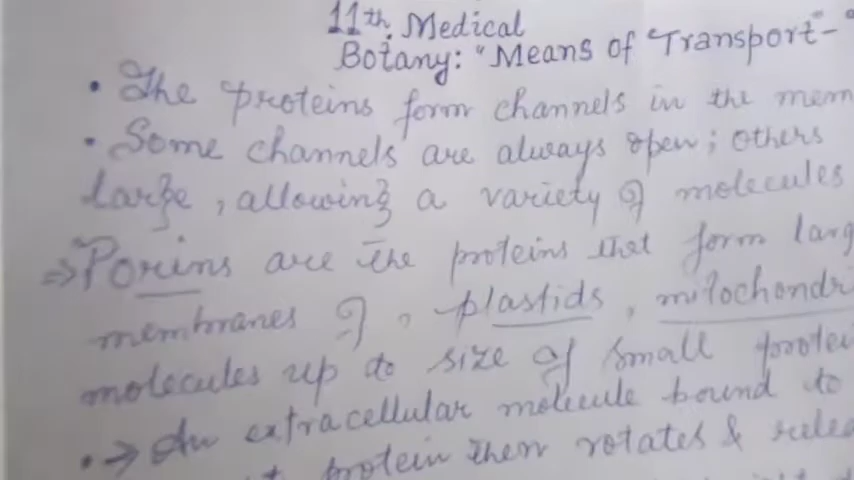 11th. Medical
Botany: "Means of Transport-"
• The proteins form channels in the mem
• Some channels are always open; others
large, allowing a variety of molecules
⇒ Porins are the proteins that form larg
membranes of, plastids, mitochondri
molecules up to size of small protei
• → An extracellular molecule bound to
protein then rotates & relea